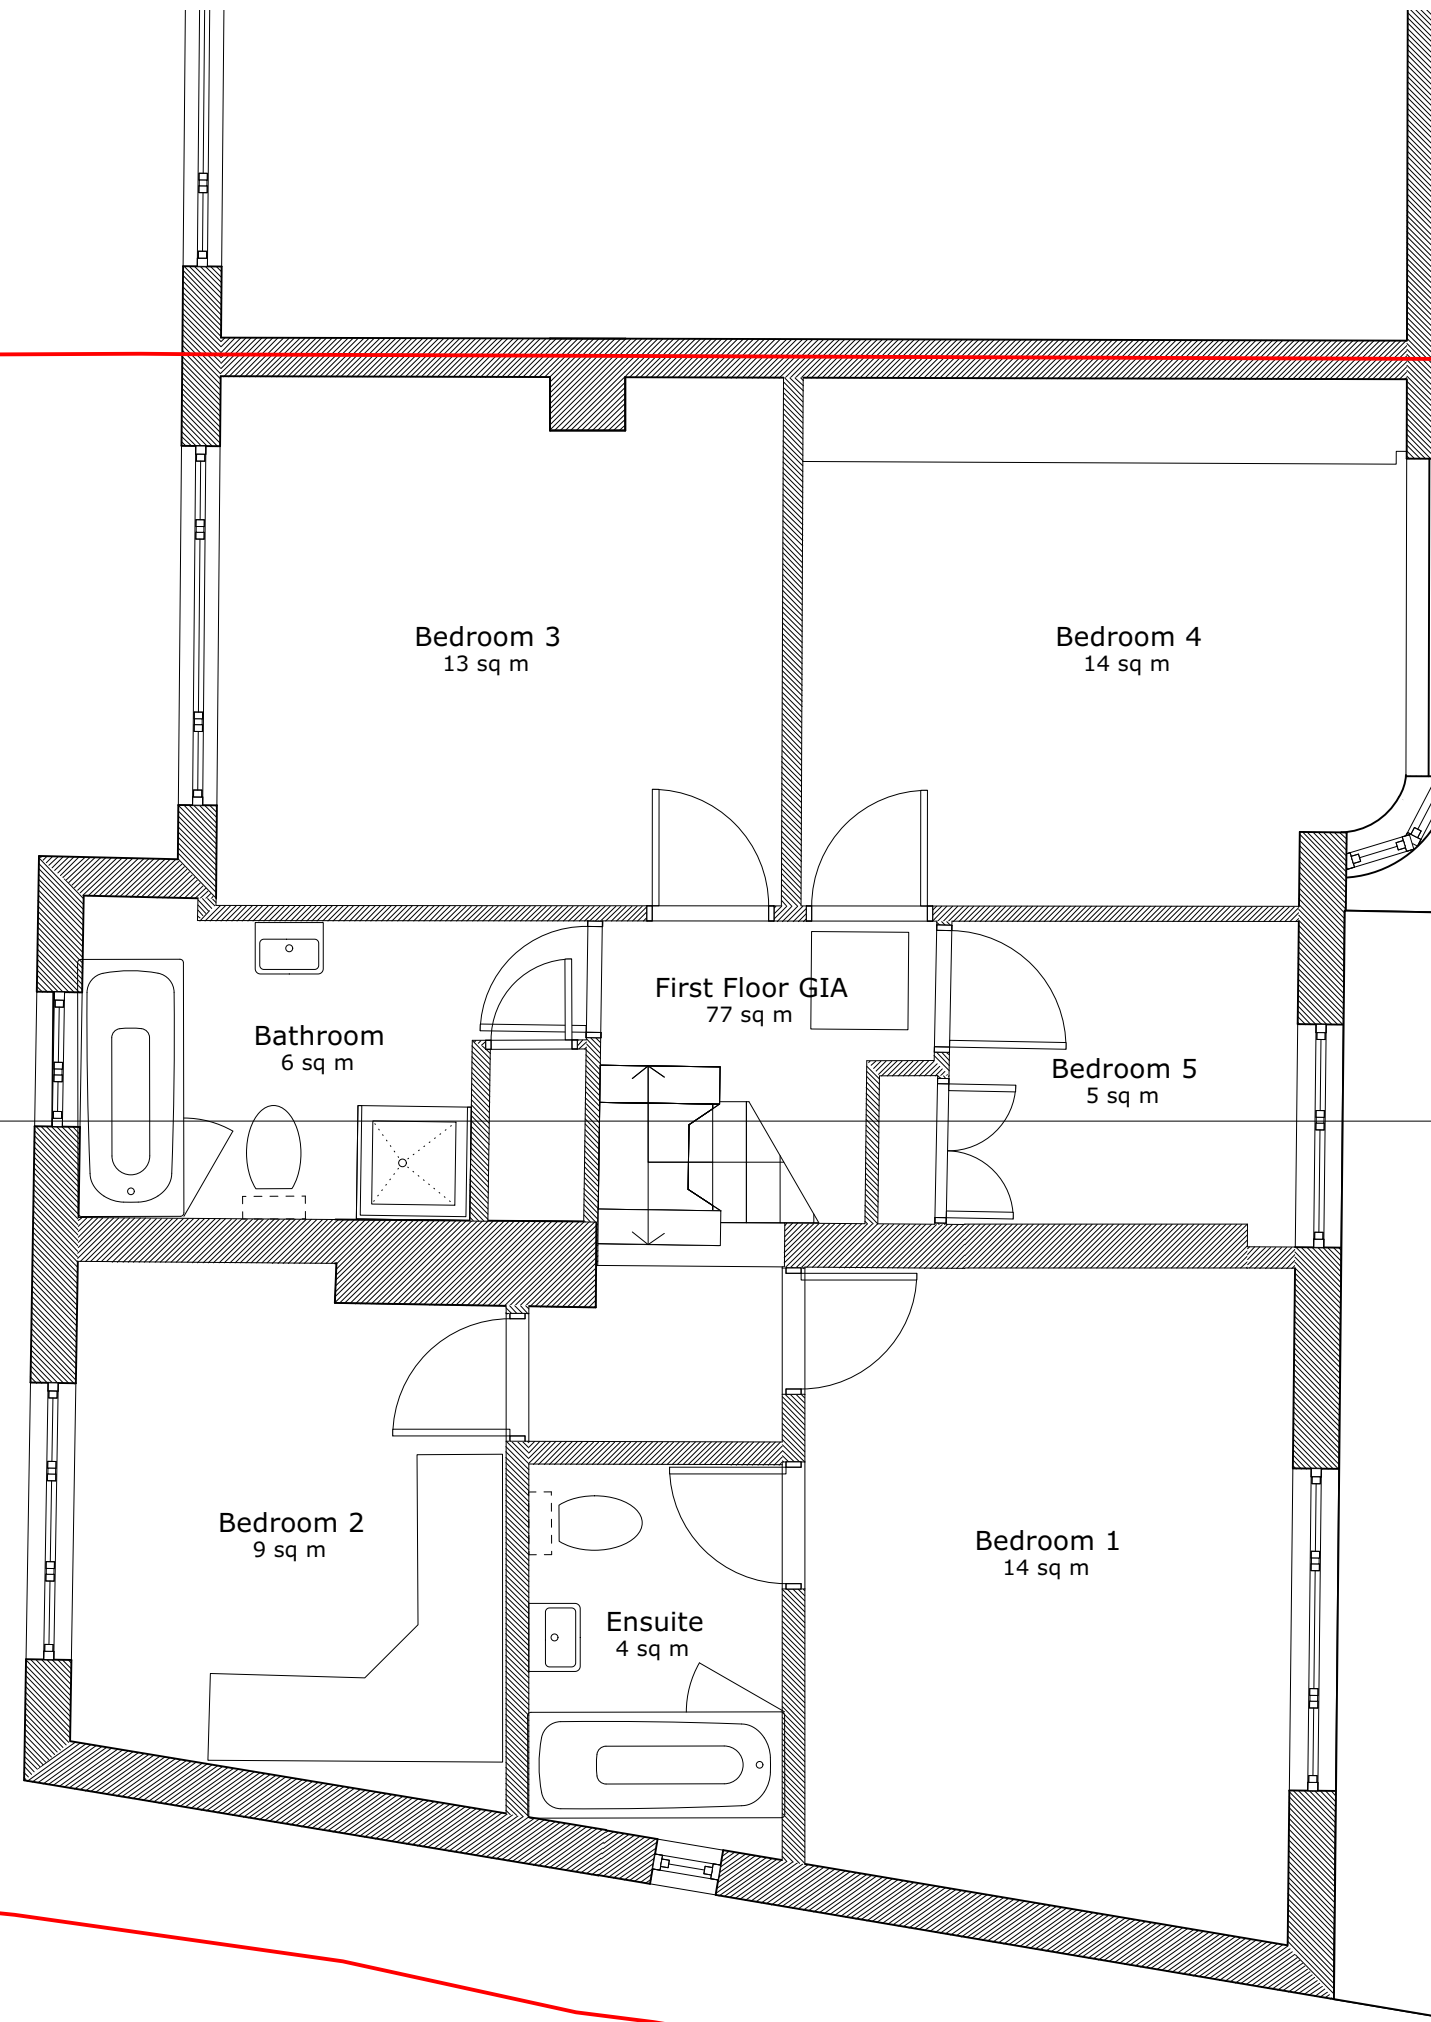 Bedroom 3
13 sq m
Bedroom 4
14 sq m
First Floor GIA
77 sq m
Bathroom
6 sq m
Bedroom 5
5 sq m
Bedroom 2
9 sq m
Bedroom 1
14 sq m
Ensuite
4 sq m